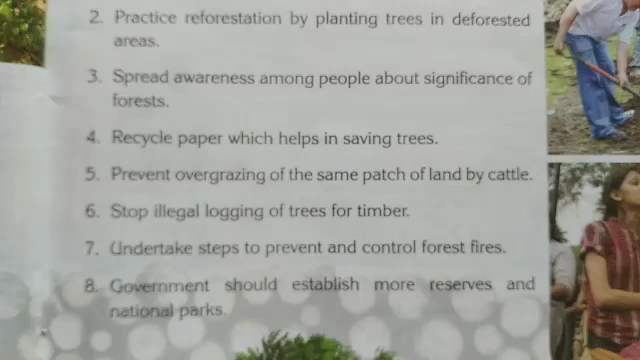 2. Practice reforestation by planting trees in deforested
areas.
3. Spread awareness among people about significance of
forests.
4. Recycle paper which helps in saving trees.
5. Prevent overgrazing of the same patch of land by cattle.
6. Stop illegal logging of trees for timber.
7. Undertake steps to prevent and control forest fires.
8. Government should establish more reserves and
national parks.